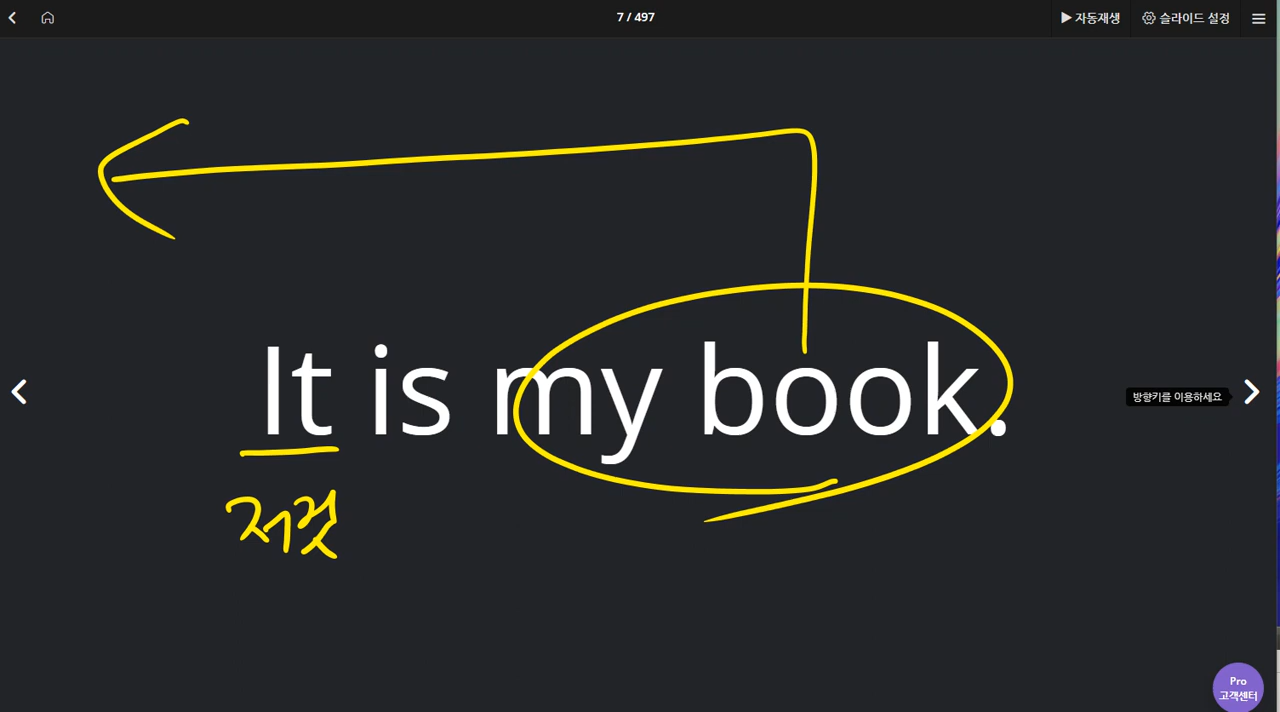 7 / 497
▶ 자동재생
슬라이드 설정
It is my book.
방향키를 이용하세요
저것
Pro
고객센터